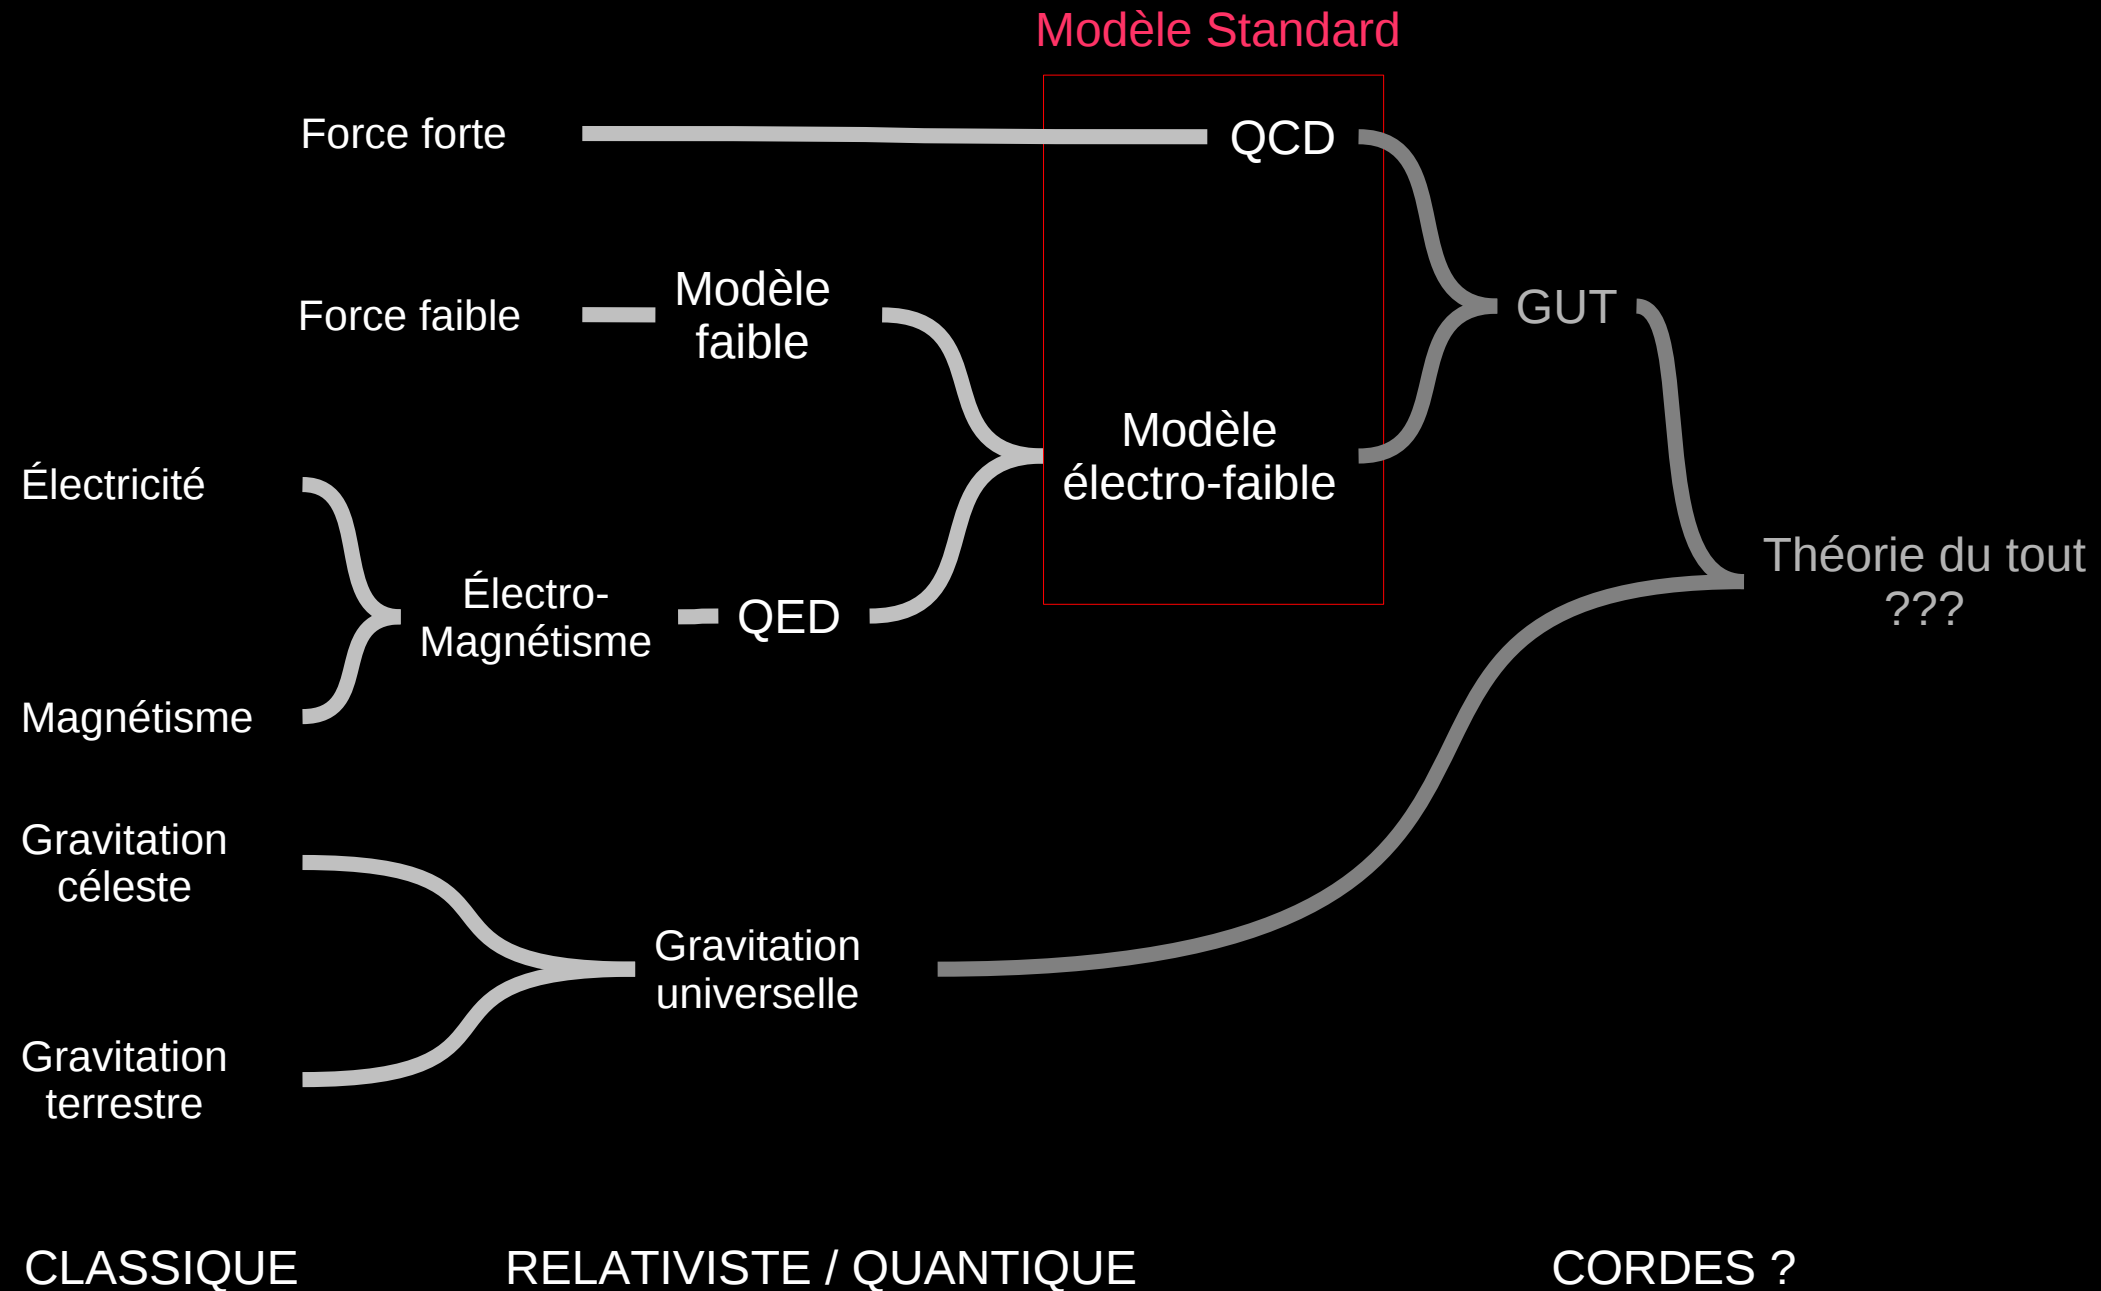 Modèle Standard
Force forte
QCD
Modèle
faible
Force faible
GUT
Modèle
électro-faible
Électricité
Théorie du tout
???
Électro-
Magnétisme
QED
Magnétisme
Gravitation
céleste
Gravitation
universelle
Gravitation
terrestre
CLASSIQUE
RELATIVISTE / QUANTIQUE
CORDES ?